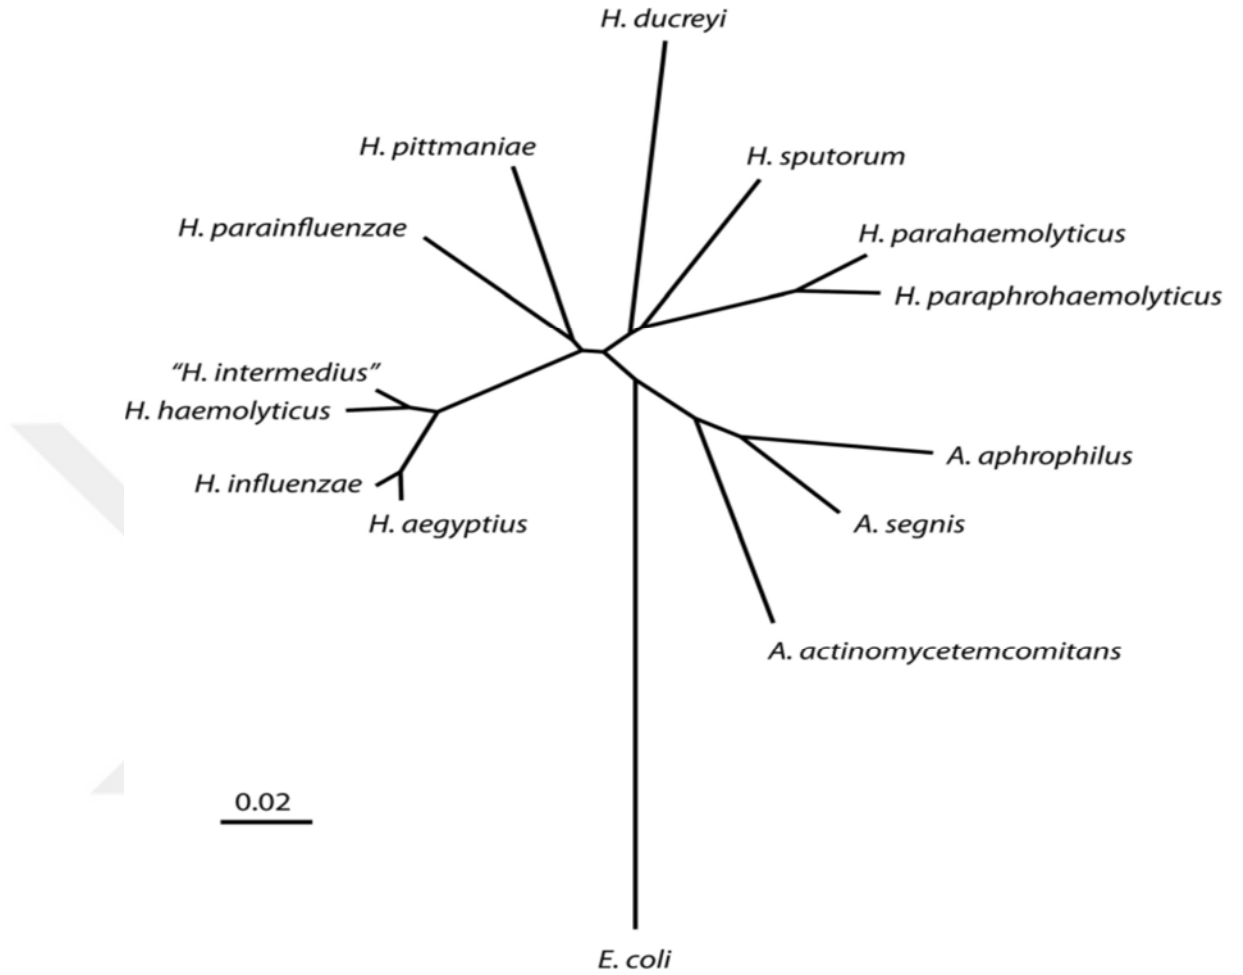 H. ducreyi
H. pittmaniae
H. sputorum
H. parainfluenzae
H. parahaemolyticus
H. paraphrohaemolyticus
“H. intermedius”
H. haemolyticus
A. aphrophilus
H. influenzae
H. aegyptius
A. segnis
A. actinomycetemcomitans
0.02
E. coli